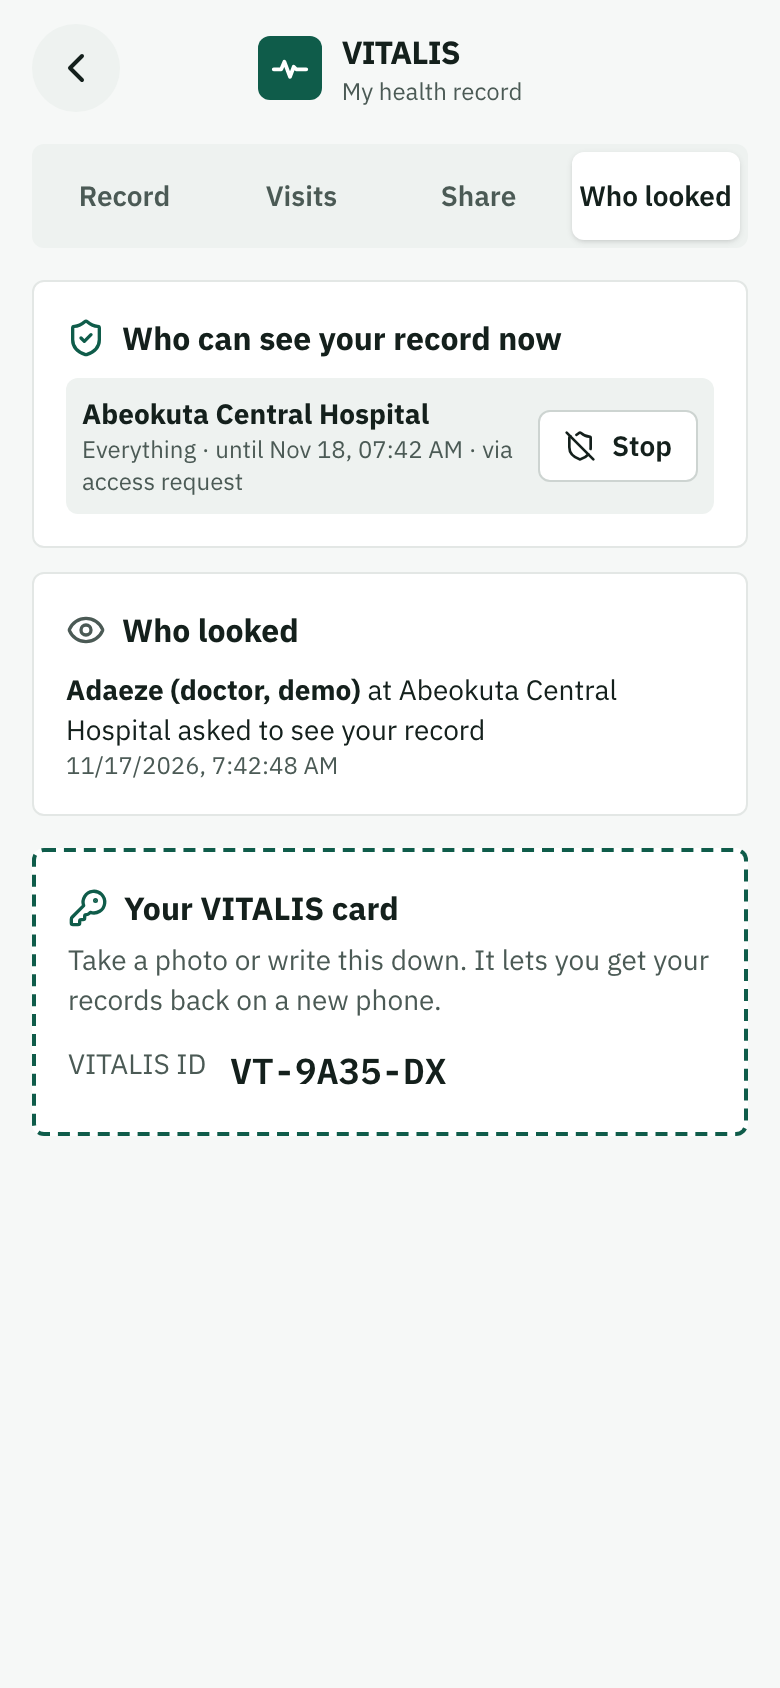 VITALIS
My health record
Record
Visits
Share
Who looked
Who can see your record now
Abeokuta Central Hospital
Everything · until Nov 18, 07:42 AM · via
access request
Stop
Who looked
Adaeze (doctor, demo) at Abeokuta Central
Hospital asked to see your record
11/17/2026, 7:42:48 AM
Your VITALIS card
Take a photo or write this down. It lets you get your
records back on a new phone.
VITALIS ID VT-9A35-DX